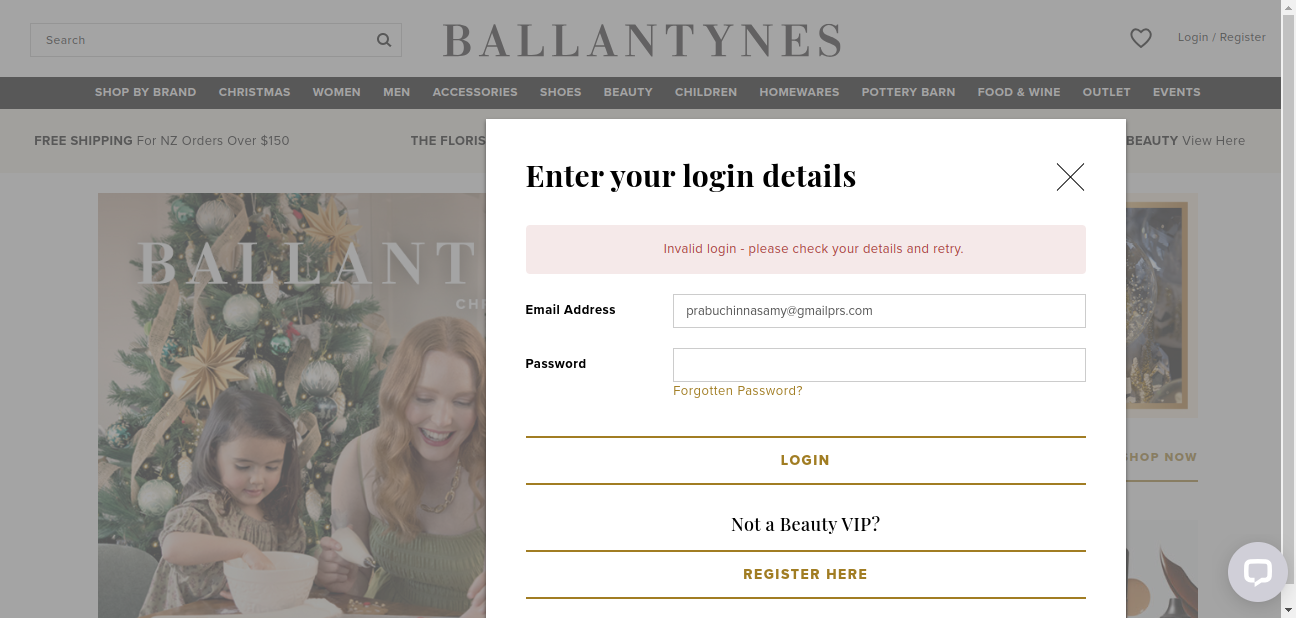 Search
BALLANTYNES
Login / Register
SHOP BY BRAND CHRISTMAS WOMEN MEN ACCESSORIES SHOES BEAUTY CHILDREN HOMEWARES POTTERY BARN FOOD & WINE OUTLET EVENTS
FREE SHIPPING For NZ Orders Over $150
THE FLORIS
BEAUTY View Here
BALLANT
CH
Enter your login details
Invalid login - please check your details and retry.
Email Address
prabuchinnasamy@gmailprs.com
Password
Forgotten Password?
SHOP NOW
LOGIN
Not a Beauty VIP?
REGISTER HERE